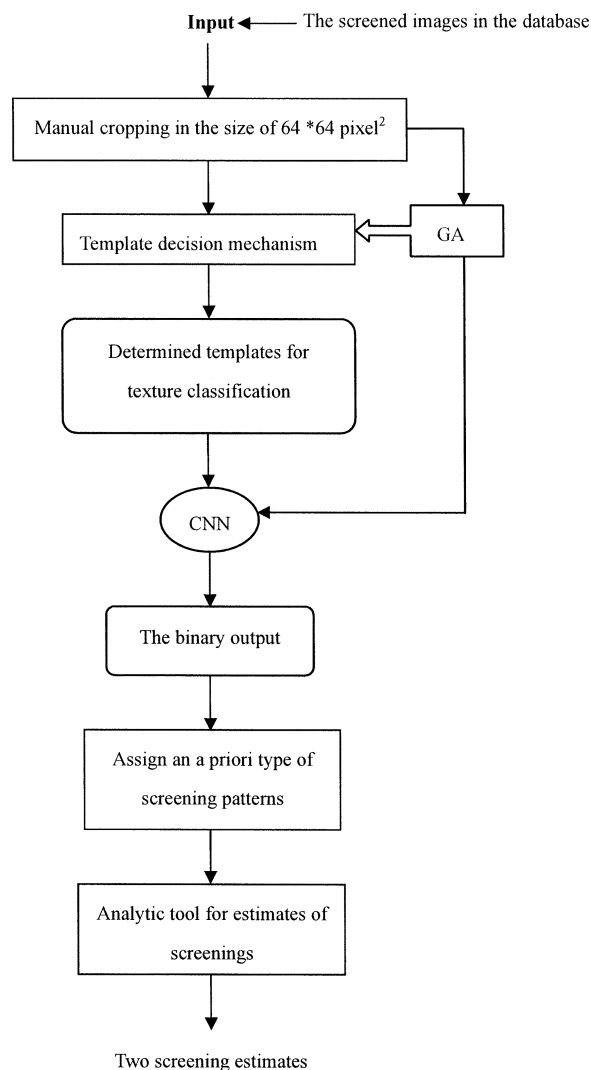 Input
The screened images in the database
Manual cropping in the size of 64 *64 pixel²
GA
Template decision mechanism
Determined templates for
texture classification
CNN
The binary output
Assign an a priori type of
screening patterns
Analytic tool for estimates of
screenings
Two screening estimates